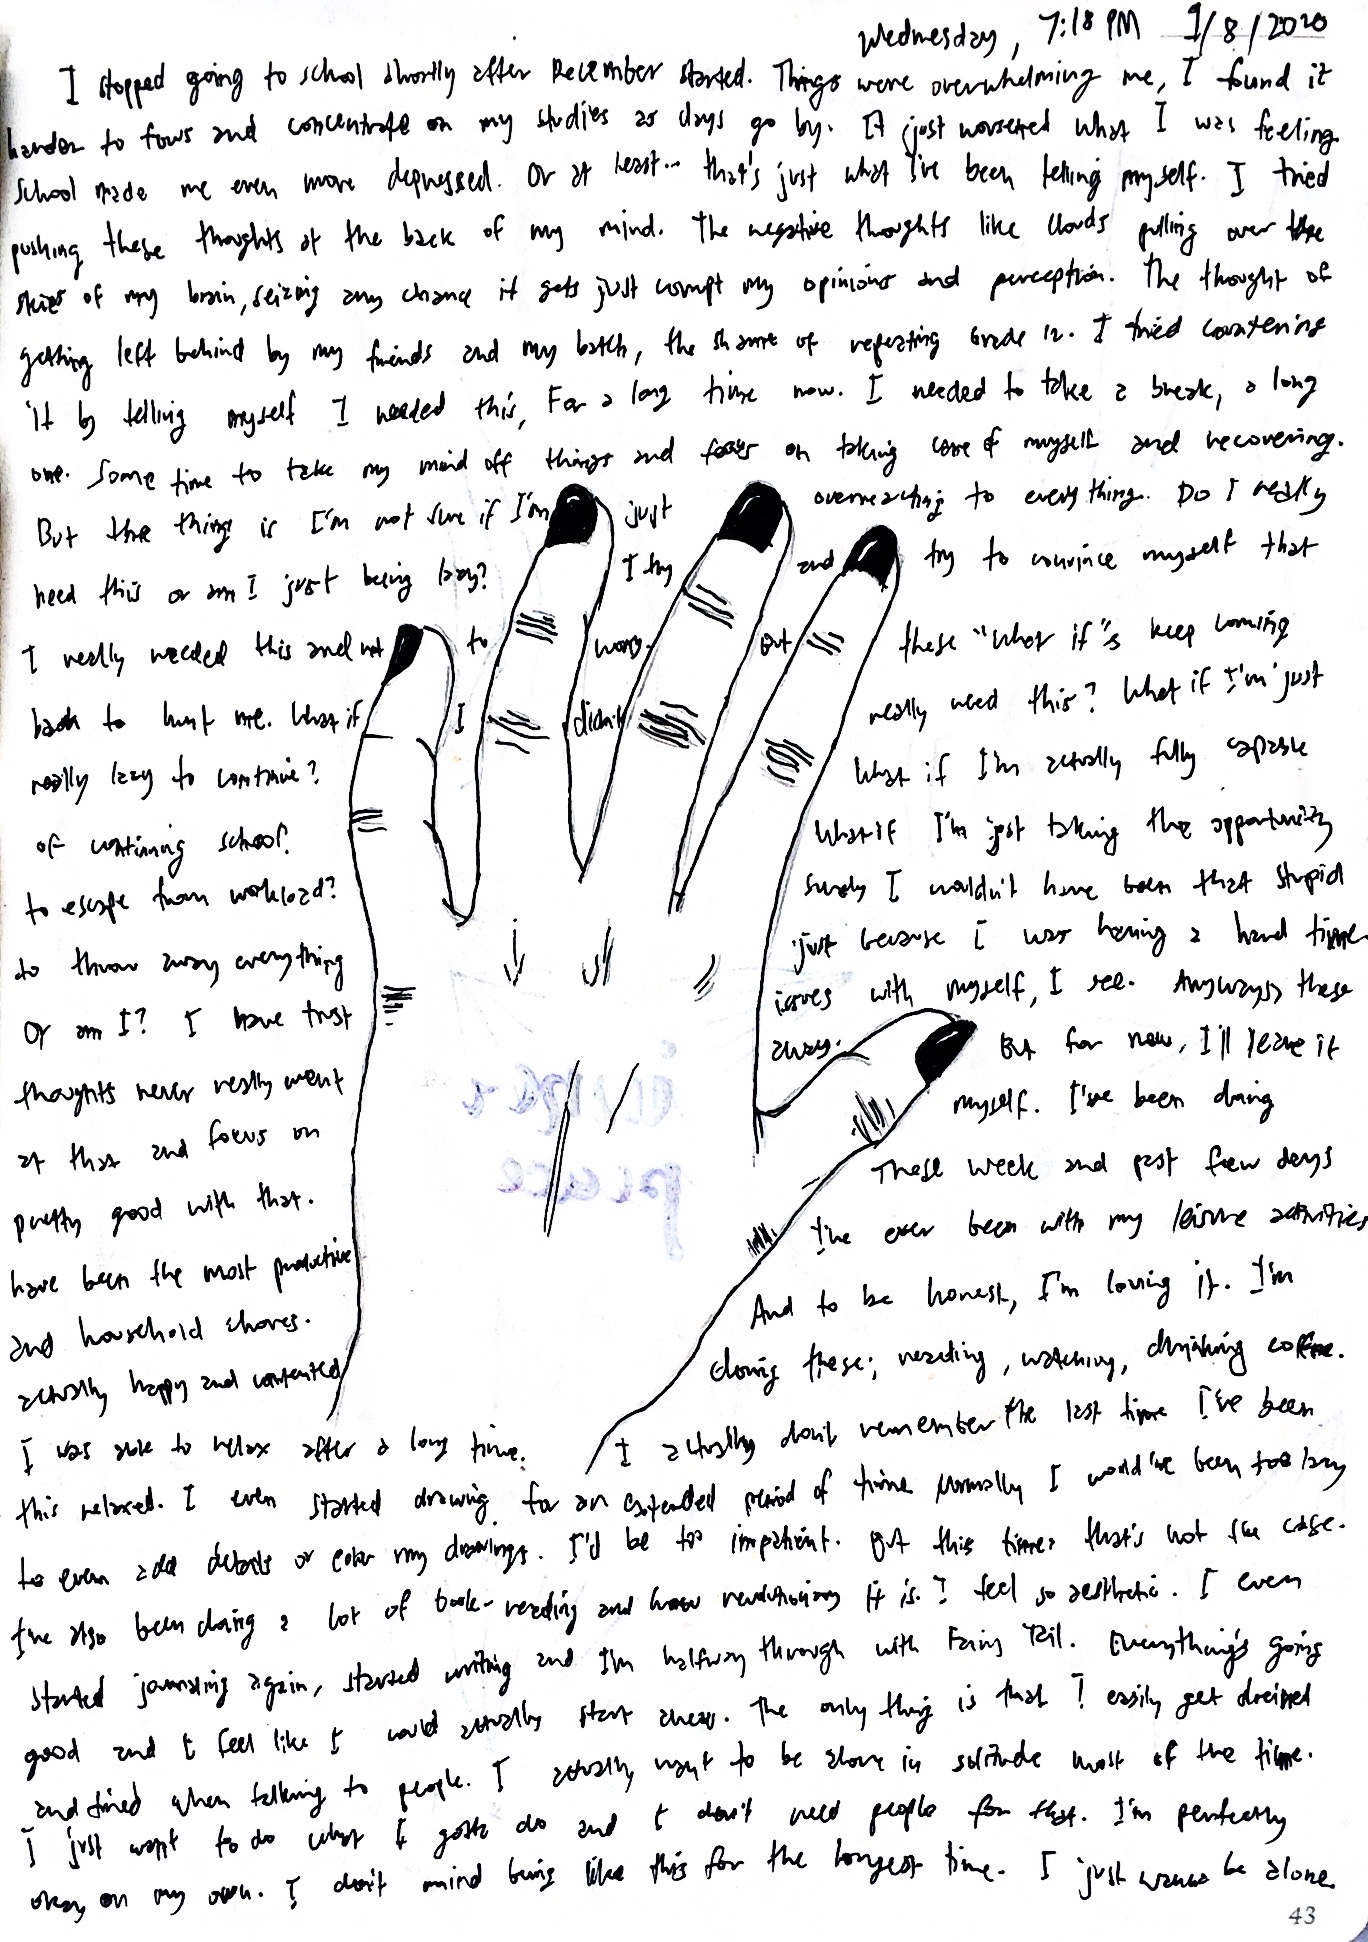 Wednesday, 7:18 PM 1/8/2020
I stopped going to school shortly after December started. Things were overwhelming me, I found it
harder to focus and concentrate on my studies as days go by. It just worsened what I was feeling
School made me even more depressed. Or at least.. that's just what I've been telling myself. I tried
pushing these thoughts at the back of my mind. The negative thoughts like clouds pulling over the
skies of my brain, seizing any chance it gets just corrupt my opinions and perception. The thought of
getting left behind by my friends and my batch, the shame of repeating Grade 12. I tried countering
it by telling myself I needed this, For a long time now. I needed to take a break, a long
one. Some time to take my mind off things and focus on taking care of myself and recovering.
But the thing is I'm not sure if I'm just overreacting to everything. Do I really
need this or am I just being lazy? I try and try to convince myself that
I really needed this and not to worry. But these "what if"s keep coming
back to hunt me. What if I didn't really need this? What if I'm just
really lazy to continue? What if I'm actually fully capable
of continuing school? What if I'm just taking the opportunity
to escape from workload? Surely I wouldn't have been that stupid
to throw away everything just because I was having a hard time
Or am I? I have trust issues with myself, I see. Anyways, these
thoughts never really went away. But for now, I'll leave it
at that and focus on myself. I've been doing
pretty good with that. These week and past few days
have been the most productive I've ever been with my leisure activities
and household chores. And to be honest, I'm loving it. I'm
actually happy and contented doing these; reading, watching, drinking coffee.
I was able to relax after a long time. I actually don't remember the last time I've been
this relaxed. I even started drawing for an extended period of time. Normally I would've been too lazy
to even add details or color my drawings. I'd be too impatient. But this time, that's not the case.
I've also been doing a lot of book-reading and how revolutionary it is. I feel so aesthetic. I even
started journaling again, started writing and I'm halfway through with Fairy Tail. Everything's going
good and I feel like I could actually start anew. The only thing is that I easily get drained
and tired when talking to people. I actually want to be alone in solitude most of the time.
I just want to do what I gotta do and I don't need people for that. I'm perfectly
okay on my own. I don't mind being like this for the longest time. I just wanna be alone.
43